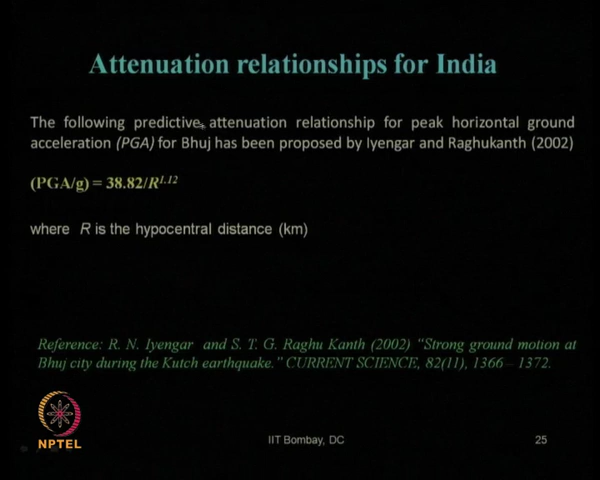 Attenuation relationships for India
The following predictive attenuation relationship for peak horizontal ground
acceleration (PGA) for Bhuj has been proposed by Iyengar and Raghukanth (2002)
(PGA/g) = 38.82/R^1.12
where R is the hypocentral distance (km)
Reference: R. N. Iyengar and S. T. G. Raghu Kanth (2002) "Strong ground motion at
Bhuj city during the Kutch earthquake." CURRENT SCIENCE, 82(11), 1366 – 1372.
NPTEL
IIT Bombay, DC
25